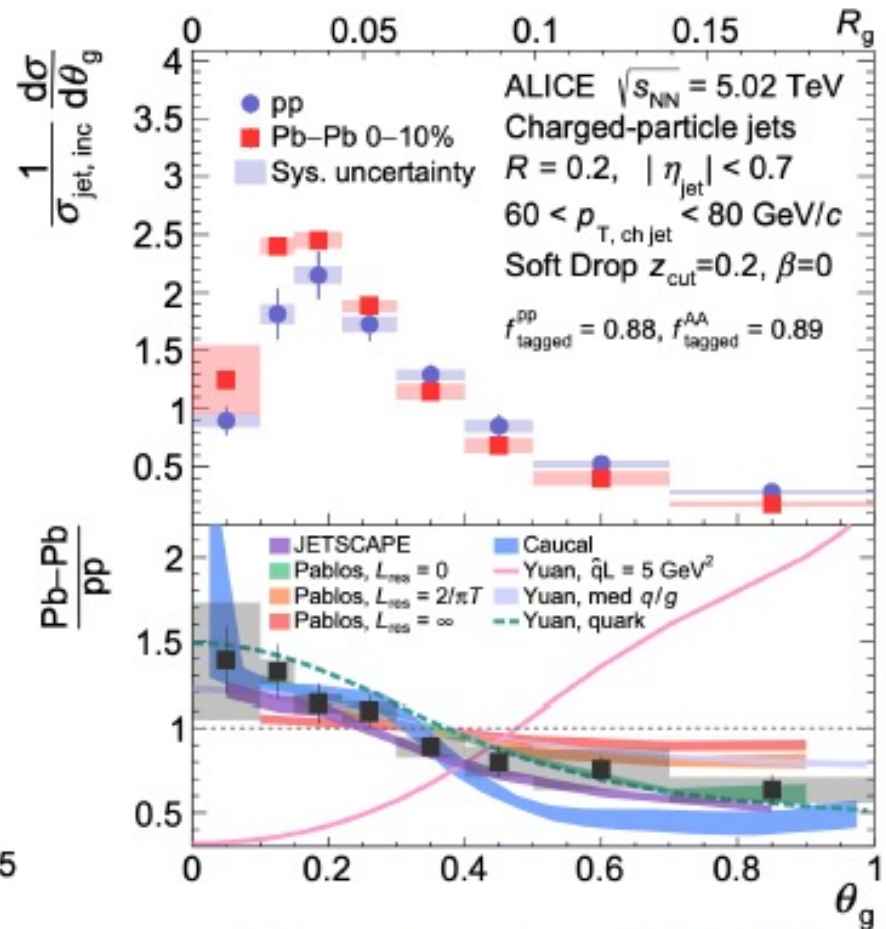 0 0.05 0.1 0.15 R_g
1/σ_jet, inc dσ/dθ_g
4
3.5
3
2.5
2
1.5
1
0.5
pp
Pb–Pb 0–10%
Sys. uncertainty
ALICE √s_NN = 5.02 TeV
Charged-particle jets
R = 0.2, | η_jet| < 0.7
60 < p_T, ch jet < 80 GeV/c
Soft Drop z_cut=0.2, β=0
f^pp_tagged = 0.88, f^AA_tagged = 0.89
Pb–Pb/pp
2
1.5
1
0.5
JETSCAPE
Pablos, L_res = 0
Pablos, L_res = 2/πT
Pablos, L_res = ∞
Caucal
Yuan, q̂L = 5 GeV²
Yuan, med q/g
Yuan, quark
5
0 0.2 0.4 0.6 0.8 1
θ_g